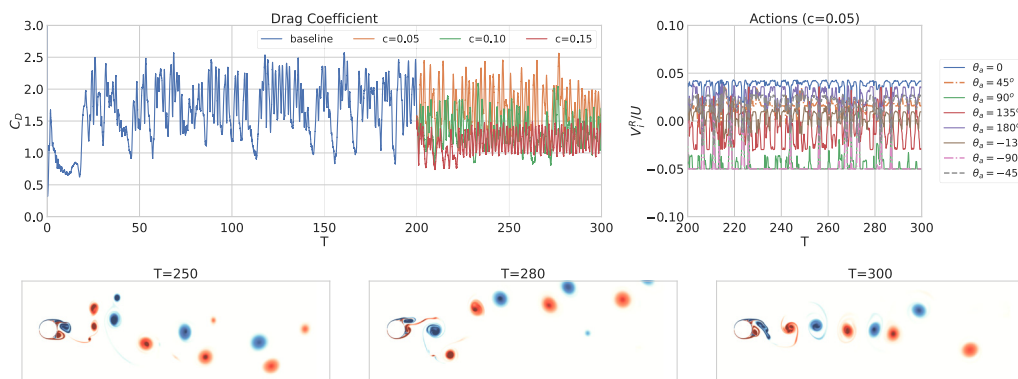 Drag Coefficient
baseline c=0.05 c=0.10 c=0.15
3.0
2.5
2.0
1.5
1.0
0.5
0.0
C_D
0 50 100 150 200 250 300
T
Actions (c=0.05)
0.10
0.05
0.00
−0.05
−0.10
V_i^R/U
200 220 240 260 280 300
T
θ_a = 0
θ_a = 45°
θ_a = 90°
θ_a = 135°
θ_a = 180°
θ_a = −13
θ_a = −90
θ_a = −45
T=250 T=280 T=300